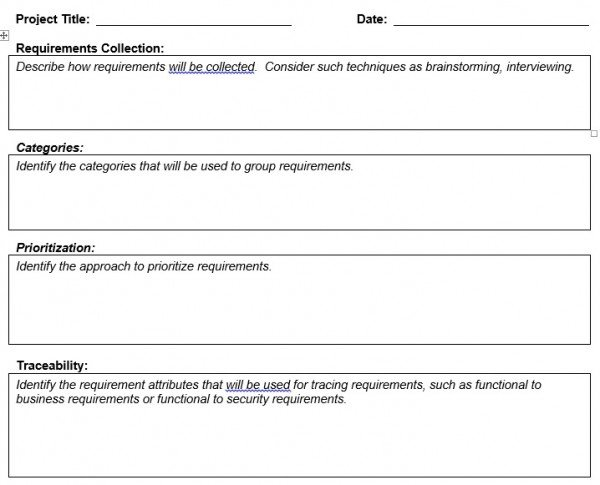 Project Title: ____________________________ Date: ____________________________
Requirements Collection:
Describe how requirements will be collected.  Consider such techniques as brainstorming, interviewing.
Categories:
Identify the categories that will be used to group requirements.
Prioritization:
Identify the approach to prioritize requirements.
Traceability:
Identify the requirement attributes that will be used for tracing requirements, such as functional to
business requirements or functional to security requirements.